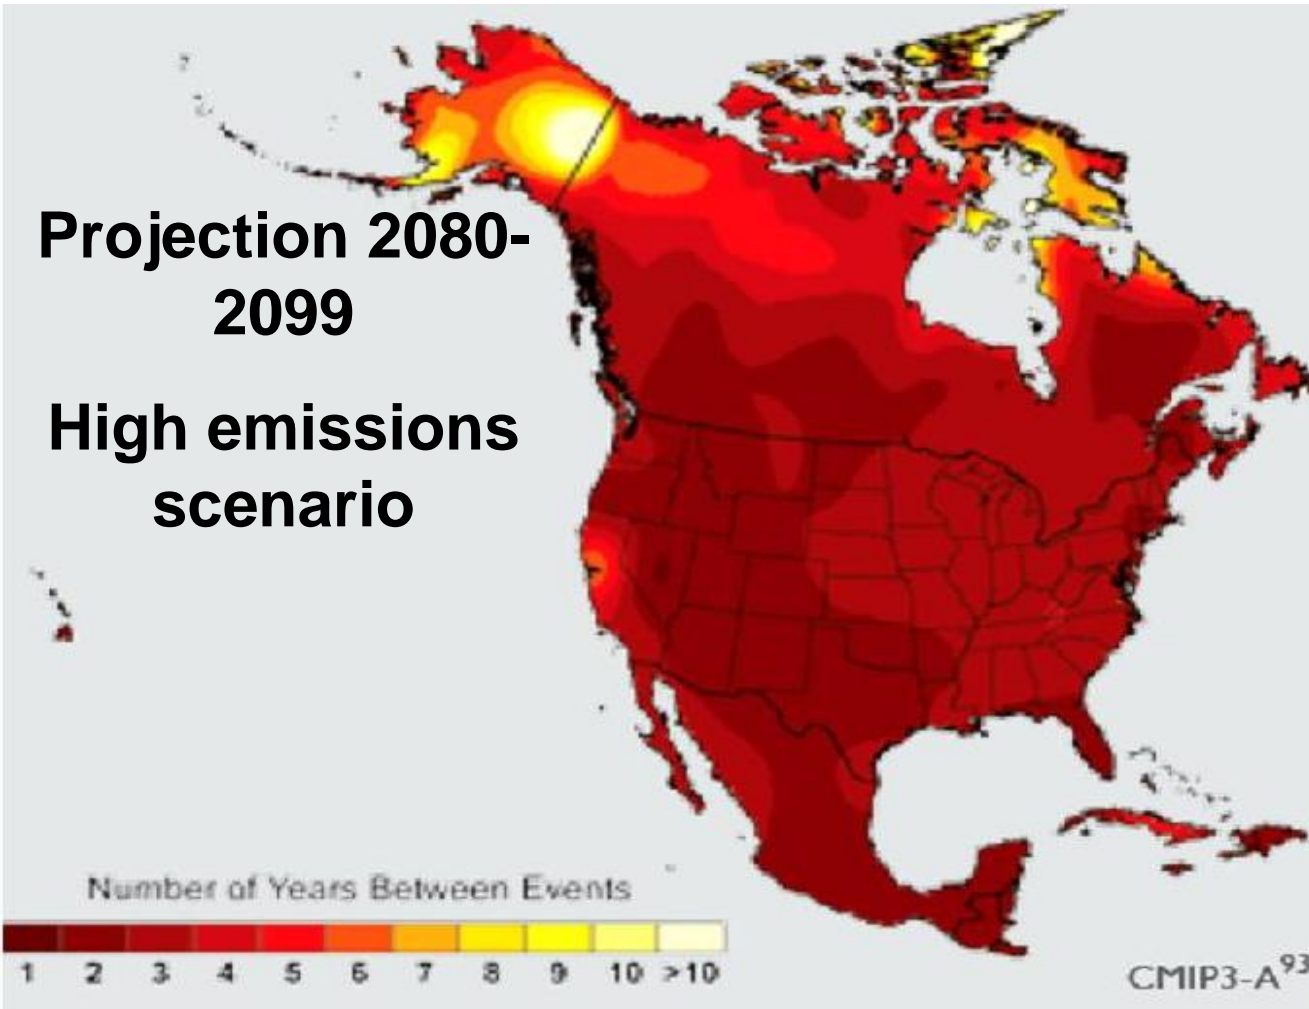 Projection 2080-
2099
High emissions
scenario
Number of Years Between Events
1 2 3 4 5 6 7 8 9 10 >10
CMIP3-A93